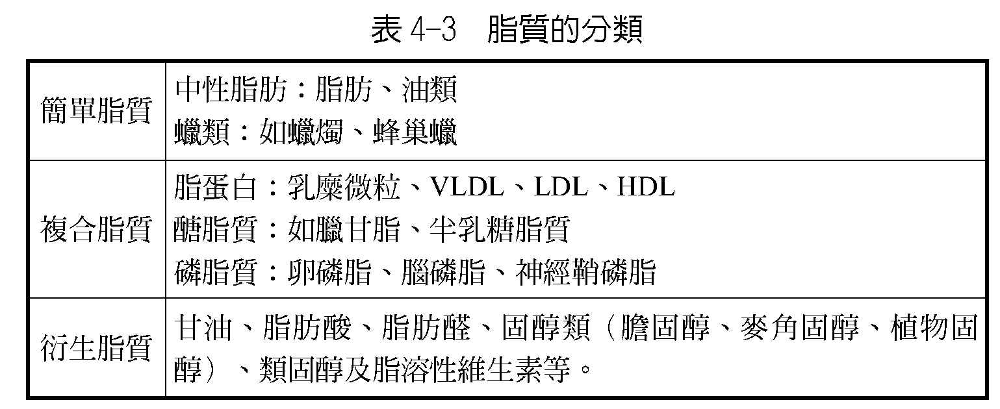 表 4-3　脂質的分類
簡單脂質
中性脂肪：脂肪、油類
蠟類：如蠟燭、蜂巢蠟
複合脂質
脂蛋白：乳糜微粒、VLDL、LDL、HDL
醣脂質：如臘甘脂、半乳糖脂質
磷脂質：卵磷脂、腦磷脂、神經鞘磷脂
衍生脂質
甘油、脂肪酸、脂肪醛、固醇類（膽固醇、麥角固醇、植物固
醇）、類固醇及脂溶性維生素等。